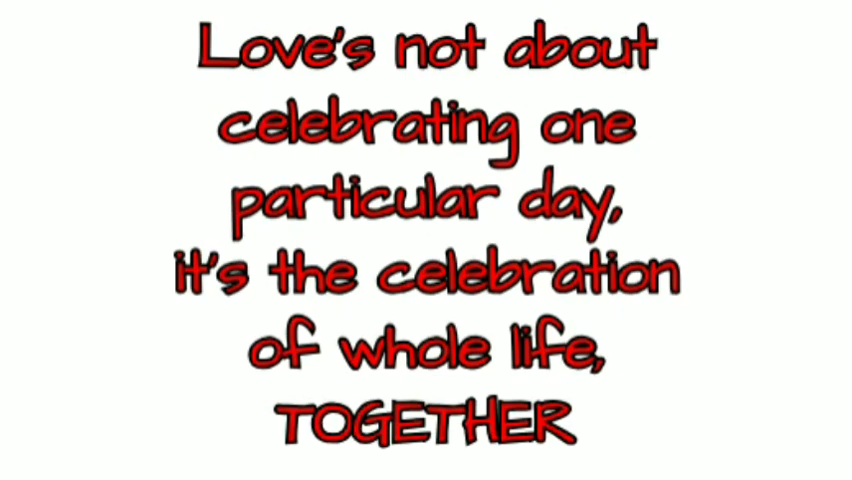 Love's not about
celebrating one
particular day,
it's the celebration
of whole life,
TOGETHER